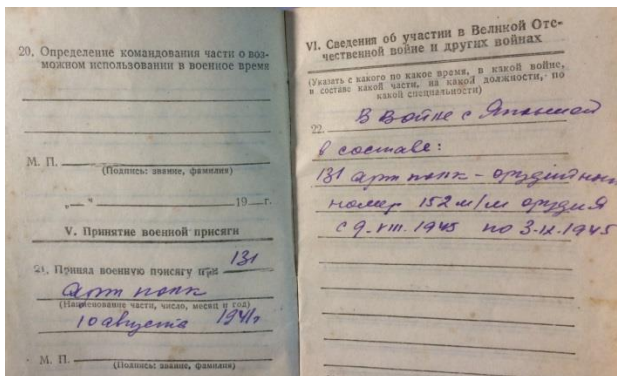 20. Определение командования части о воз-
можном использовании в военное время
М. П.
(Подпись: звание, фамилия)
„ — “ 19 — г.
V. Принятие военной присяги
21. Принял военную присягу при 131
арт полк
(Наименование части, число, месяц и год)
10 августа 1941г
М. П.
(Подпись: звание, фамилия)
VI. Сведения об участии в Великой Оте-
чественной войне и других войнах
(Указать с какого по какое время, в какой войне,
в составе какой части, на какой должности, по
какой специальности)
22. В войне с Японией
в составе:
131 арт полк - орудийный
номер 152 м/м орудия
с 9.VIII.1945 по 3.IX.1945